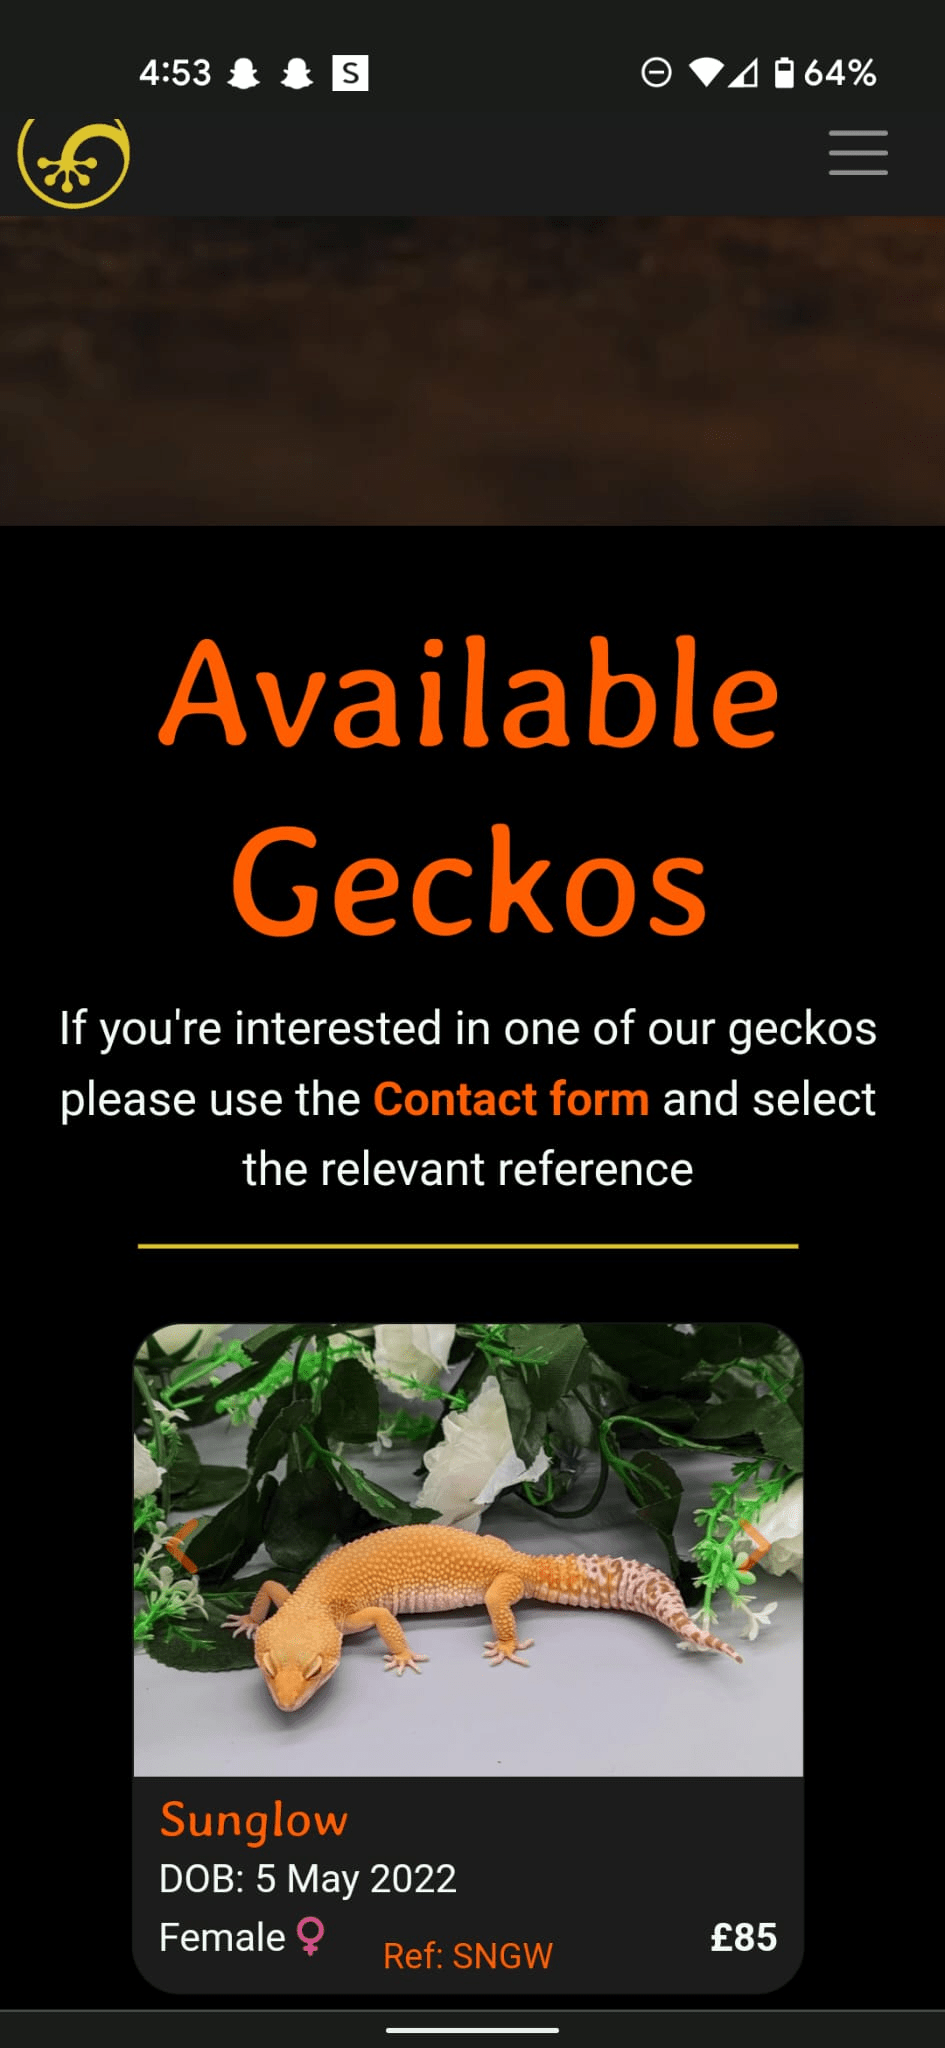 4:53 S 64%
Available
Geckos
If you're interested in one of our geckos
please use the Contact form and select
the relevant reference
Sunglow
DOB: 5 May 2022
Female
Ref: SNGW
£85